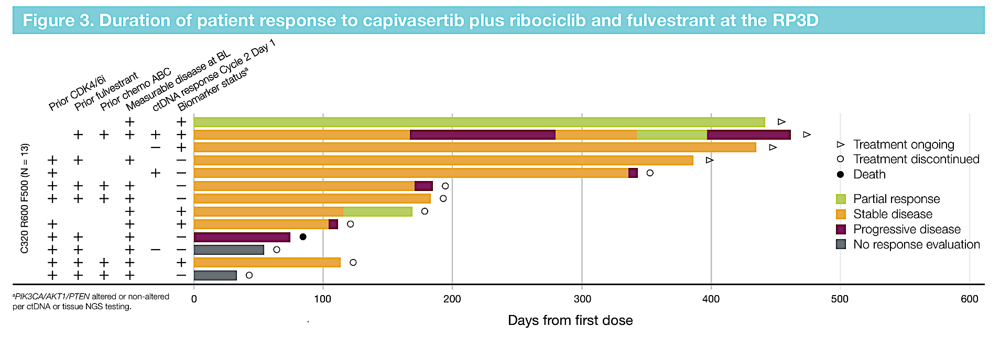 Figure 3. Duration of patient response to capivasertib plus ribociclib and fulvestrant at the RP3D
Prior CDK4/6i
Prior fulvestrant
Prior chemo ABC
Measurable disease at BL
ctDNA response Cycle 2 Day 1
Biomarker statusᵃ
C320 R600 F500 (N = 13)
+ +
+ + + + +
− +
+ + + −
+ + −
+ + + + −
+ + + + −
+ +
+ + +
+ + + −
+ + + − −
+ + + + +
+ + + + −
Treatment ongoing
Treatment discontinued
Death
Partial response
Stable disease
Progressive disease
No response evaluation
0 100 200 300 400 500 600
Days from first dose
ᵃPIK3CA/AKT1/PTEN altered or non-altered
per ctDNA or tissue NGS testing.